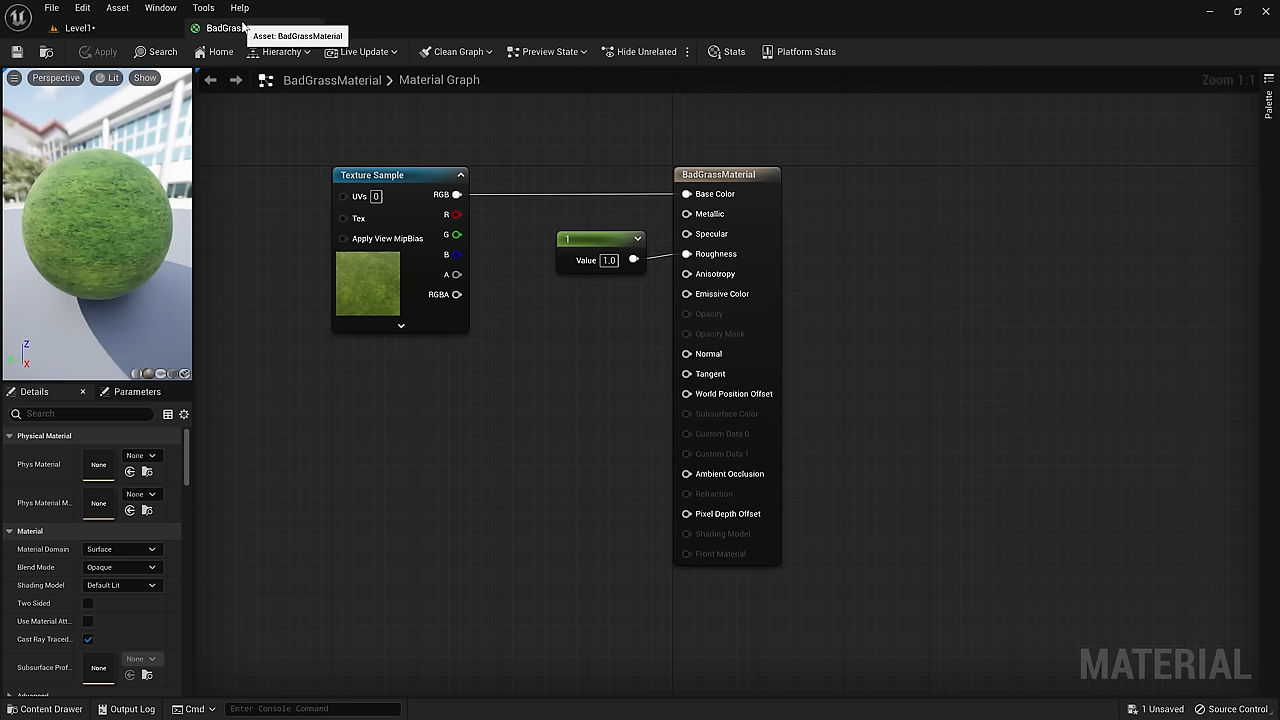 File Edit Asset Window Tools Help
Level1*
BadGras
Asset: BadGrassMaterial
Apply Search Home Hierarchy Live Update Clean Graph Preview State Hide Unrelated Stats Platform Stats
Perspective Lit Show
BadGrassMaterial > Material Graph
Zoom 1:1
Palette
Texture Sample
UVs 0 RGB
R
Tex
G
Apply View MipBias
B
A
RGBA
1
Value 1.0
BadGrassMaterial
Base Color
Metallic
Specular
Roughness
Anisotropy
Emissive Color
Opacity
Opacity Mask
Normal
Tangent
World Position Offset
Subsurface Color
Custom Data 0
Custom Data 1
Ambient Occlusion
Refraction
Pixel Depth Offset
Shading Model
Front Material
Z
X
Details Parameters
Search
Physical Material
Phys Material None None
Phys Material M... None None
Material
Material Domain Surface
Blend Mode Opaque
Shading Model Default Lit
Two Sided
Use Material Att...
Cast Ray Traced...
Subsurface Prof... None None
Advanced
MATERIAL
Content Drawer Output Log Cmd Enter Console Command 1 Unsaved Source Control